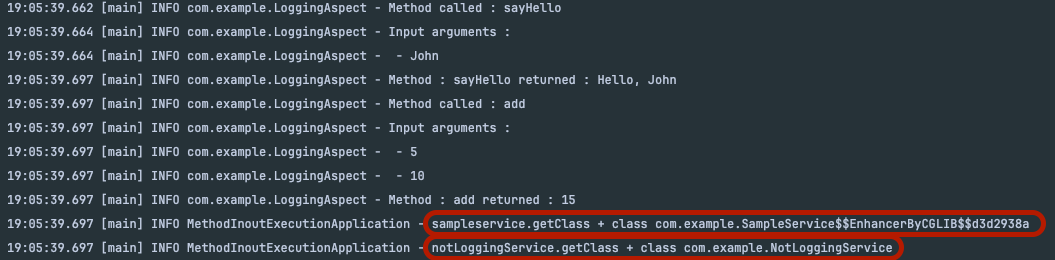 19:05:39.662 [main] INFO com.example.LoggingAspect - Method called : sayHello
19:05:39.664 [main] INFO com.example.LoggingAspect - Input arguments :
19:05:39.664 [main] INFO com.example.LoggingAspect -  - John
19:05:39.697 [main] INFO com.example.LoggingAspect - Method : sayHello returned : Hello, John
19:05:39.697 [main] INFO com.example.LoggingAspect - Method called : add
19:05:39.697 [main] INFO com.example.LoggingAspect - Input arguments :
19:05:39.697 [main] INFO com.example.LoggingAspect -  - 5
19:05:39.697 [main] INFO com.example.LoggingAspect -  - 10
19:05:39.697 [main] INFO com.example.LoggingAspect - Method : add returned : 15
19:05:39.697 [main] INFO MethodInoutExecutionApplication - sampleservice.getClass + class com.example.SampleService$$EnhancerByCGLIB$$d3d2938a
19:05:39.697 [main] INFO MethodInoutExecutionApplication - notLoggingService.getClass + class com.example.NotLoggingService